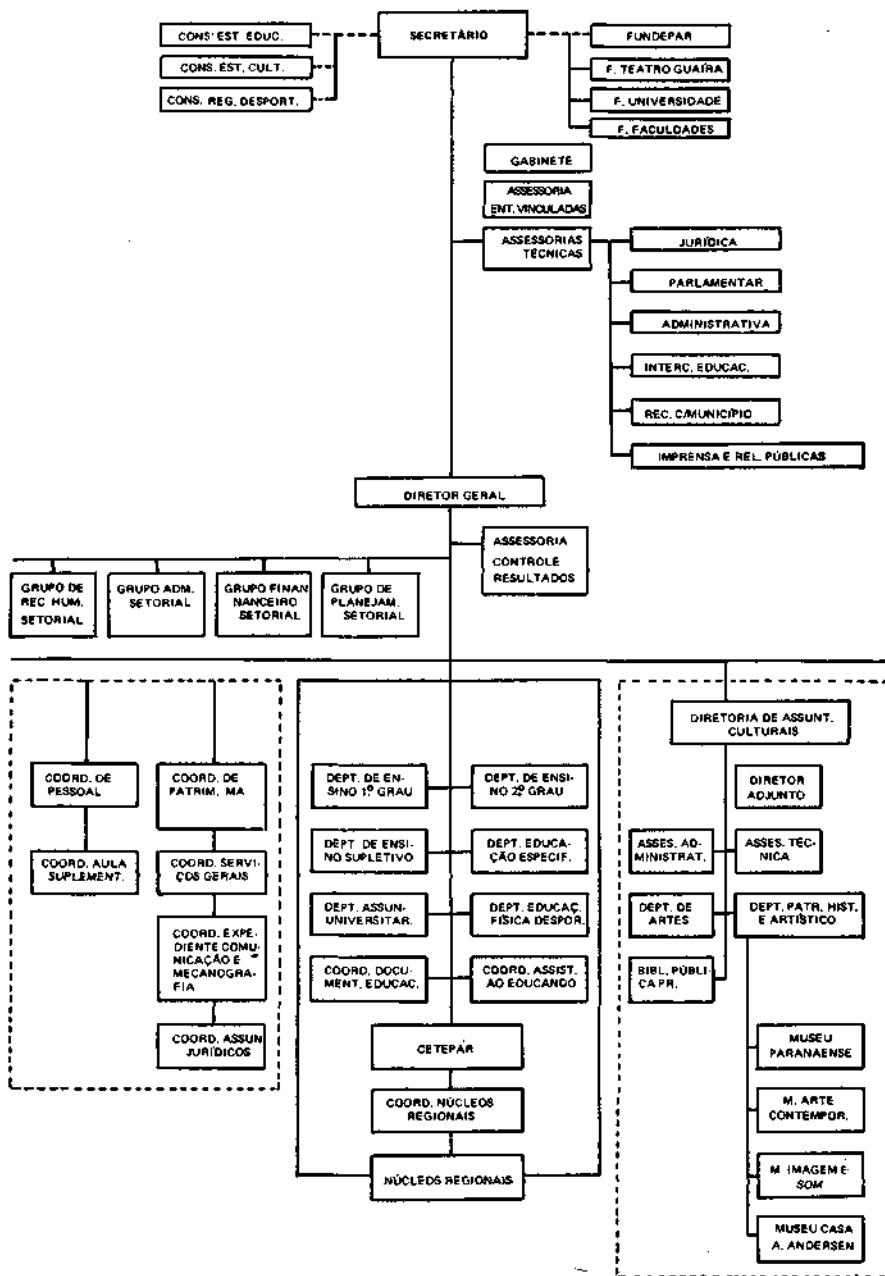 CONS' EST EDUC.
SECRETÁRIO
FUNDEPAR
CONS. EST. CULT.
F. TEATRO GUAÍRA
CONS. REG. DESPORT.
F. UNIVERSIDADE
F. FACULDADES
GABINETE
ASSESSORIA
ENT. VINCULADAS
ASSESSORIAS
TÉCNICAS
JURÍDICA
PARLAMENTAR
ADMINISTRATIVA
INTERC. EDUCAC.
REC. C/MUNICÍPIO
IMPRENSA E REL. PÚBLICAS
DIRETOR GERAL
ASSESSORIA
CONTROLE
RESULTADOS
GRUPO DE
REC HUM.
SETORIAL
GRUPO ADM.
SETORIAL
GRUPO FINAN
NANCEIRO
SETORIAL
GRUPO DE
PLANEJAM.
SETORIAL
COORD. DE
PESSOAL
COORD. AULA
SUPLEMENT.
COORD. DE
PATRIM. MA
COORD. SERVI-
ÇOS GERAIS
COORD. EXPE-
DIENTE COMU-
NICAÇÃO E
MECANOGRA-
FIA
COORD. ASSUN
JURÍDICOS
DEPT. DE EN-
SINO 1º GRAU
DEPT. DE EN-
SINO 2º GRAU
DEPT. DE ENSI-
NO SUPLETIVO
DEPT. EDUCA-
ÇÃO ESPECIF.
DEPT. ASSUN-
UNIVERSITAR.
DEPT. EDUCAÇ.
FÍSICA DESPOR.
COORD. DOCU-
MENT. EDUCAC.
COORD. ASSIST.
AO EDUCANDO
CETEPAR
COORD. NÚCLEOS
REGIONAIS
NÚCLEOS REGIONAIS
DIRETORIA DE ASSUNT.
CULTURAIS
DIRETOR
ADJUNTO
ASSES. AD-
MINISTRAT.
ASSES. TÉC-
NICA
DEPT. DE
ARTES
DEPT. PATR. HIST.
E ARTÍSTICO
BIBL. PÚBLI-
CA PR.
MUSEU
PARANAENSE
M. ARTE
CONTEMPOR.
M. IMAGEM E
SOM
MUSEU CASA
A. ANDERSEN